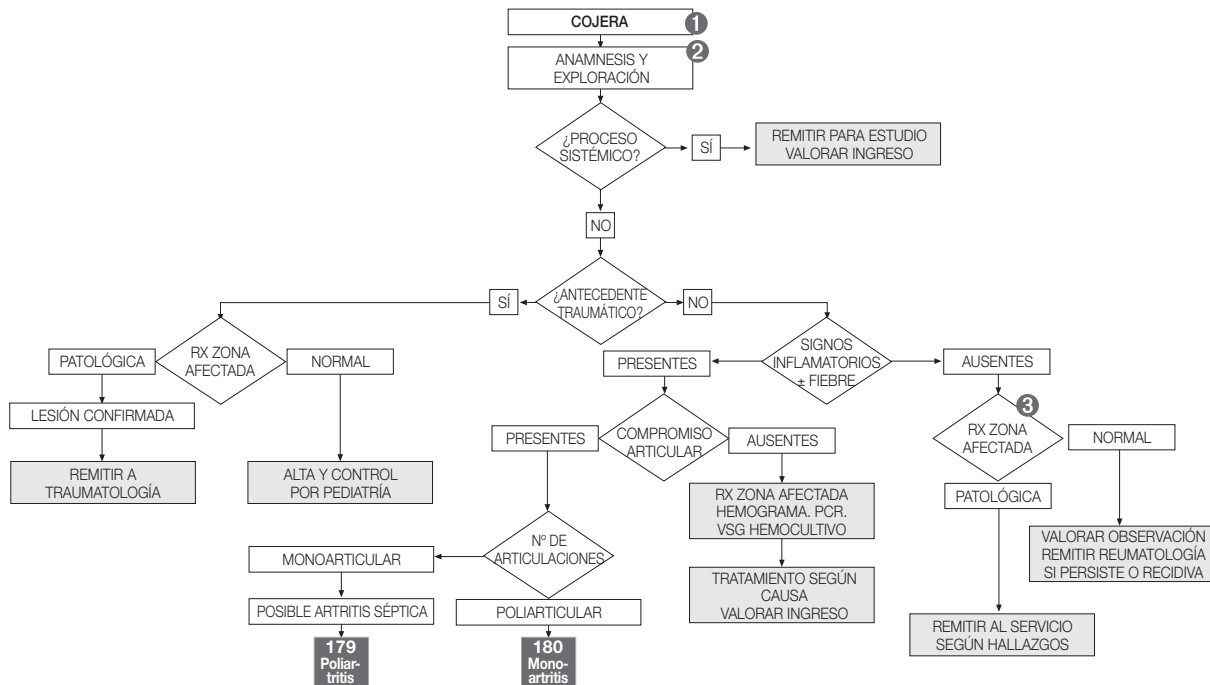 COJERA
1
2
ANAMNESIS Y
EXPLORACIÓN
¿PROCESO
SISTÉMICO?
SÍ
REMITIR PARA ESTUDIO
VALORAR INGRESO
NO
¿ANTECEDENTE
TRAUMÁTICO?
SÍ
NO
PATOLÓGICA
RX ZONA
AFECTADA
NORMAL
LESIÓN CONFIRMADA
REMITIR A
TRAUMATOLOGÍA
ALTA Y CONTROL
POR PEDIATRÍA
SIGNOS
INFLAMATORIOS
± FIEBRE
PRESENTES
AUSENTES
COMPROMISO
ARTICULAR
PRESENTES
AUSENTES
RX ZONA AFECTADA
HEMOGRAMA. PCR.
VSG HEMOCULTIVO
TRATAMIENTO SEGÚN
CAUSA
VALORAR INGRESO
Nº DE
ARTICULACIONES
MONOARTICULAR
POSIBLE ARTRITIS SÉPTICA
179
Poliar-
tritis
POLIARTICULAR
180
Mono-
artritis
3
RX ZONA
AFECTADA
NORMAL
PATOLÓGICA
VALORAR OBSERVACIÓN
REMITIR REUMATOLOGÍA
SI PERSISTE O RECIDIVA
REMITIR AL SERVICIO
SEGÚN HALLAZGOS